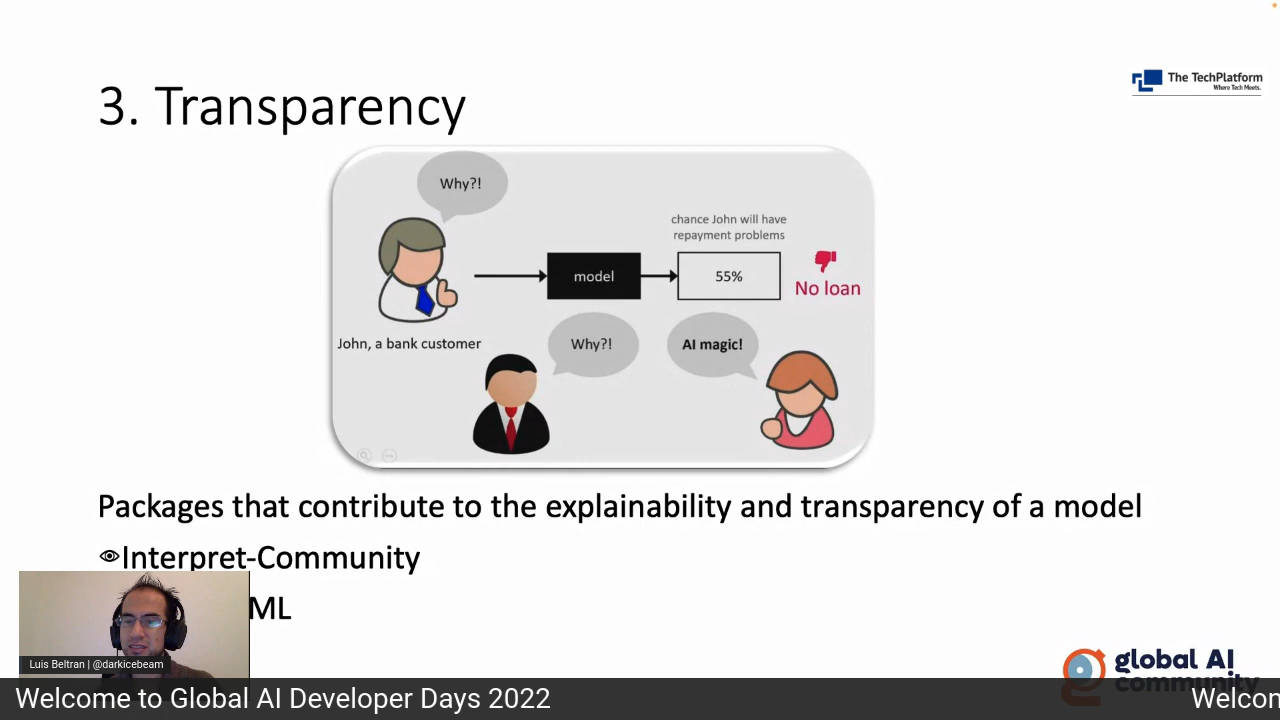 The TechPlatform
Where Tech Meets.
3. Transparency
Why?!
chance John will have
repayment problems
model
55%
No loan
John, a bank customer
Why?!
AI magic!
Packages that contribute to the explainability and transparency of a model
Interpret-Community
ML
Luis Beltran | @darkicebeam
global AI
community
Welcome to Global AI Developer Days 2022
Welcon